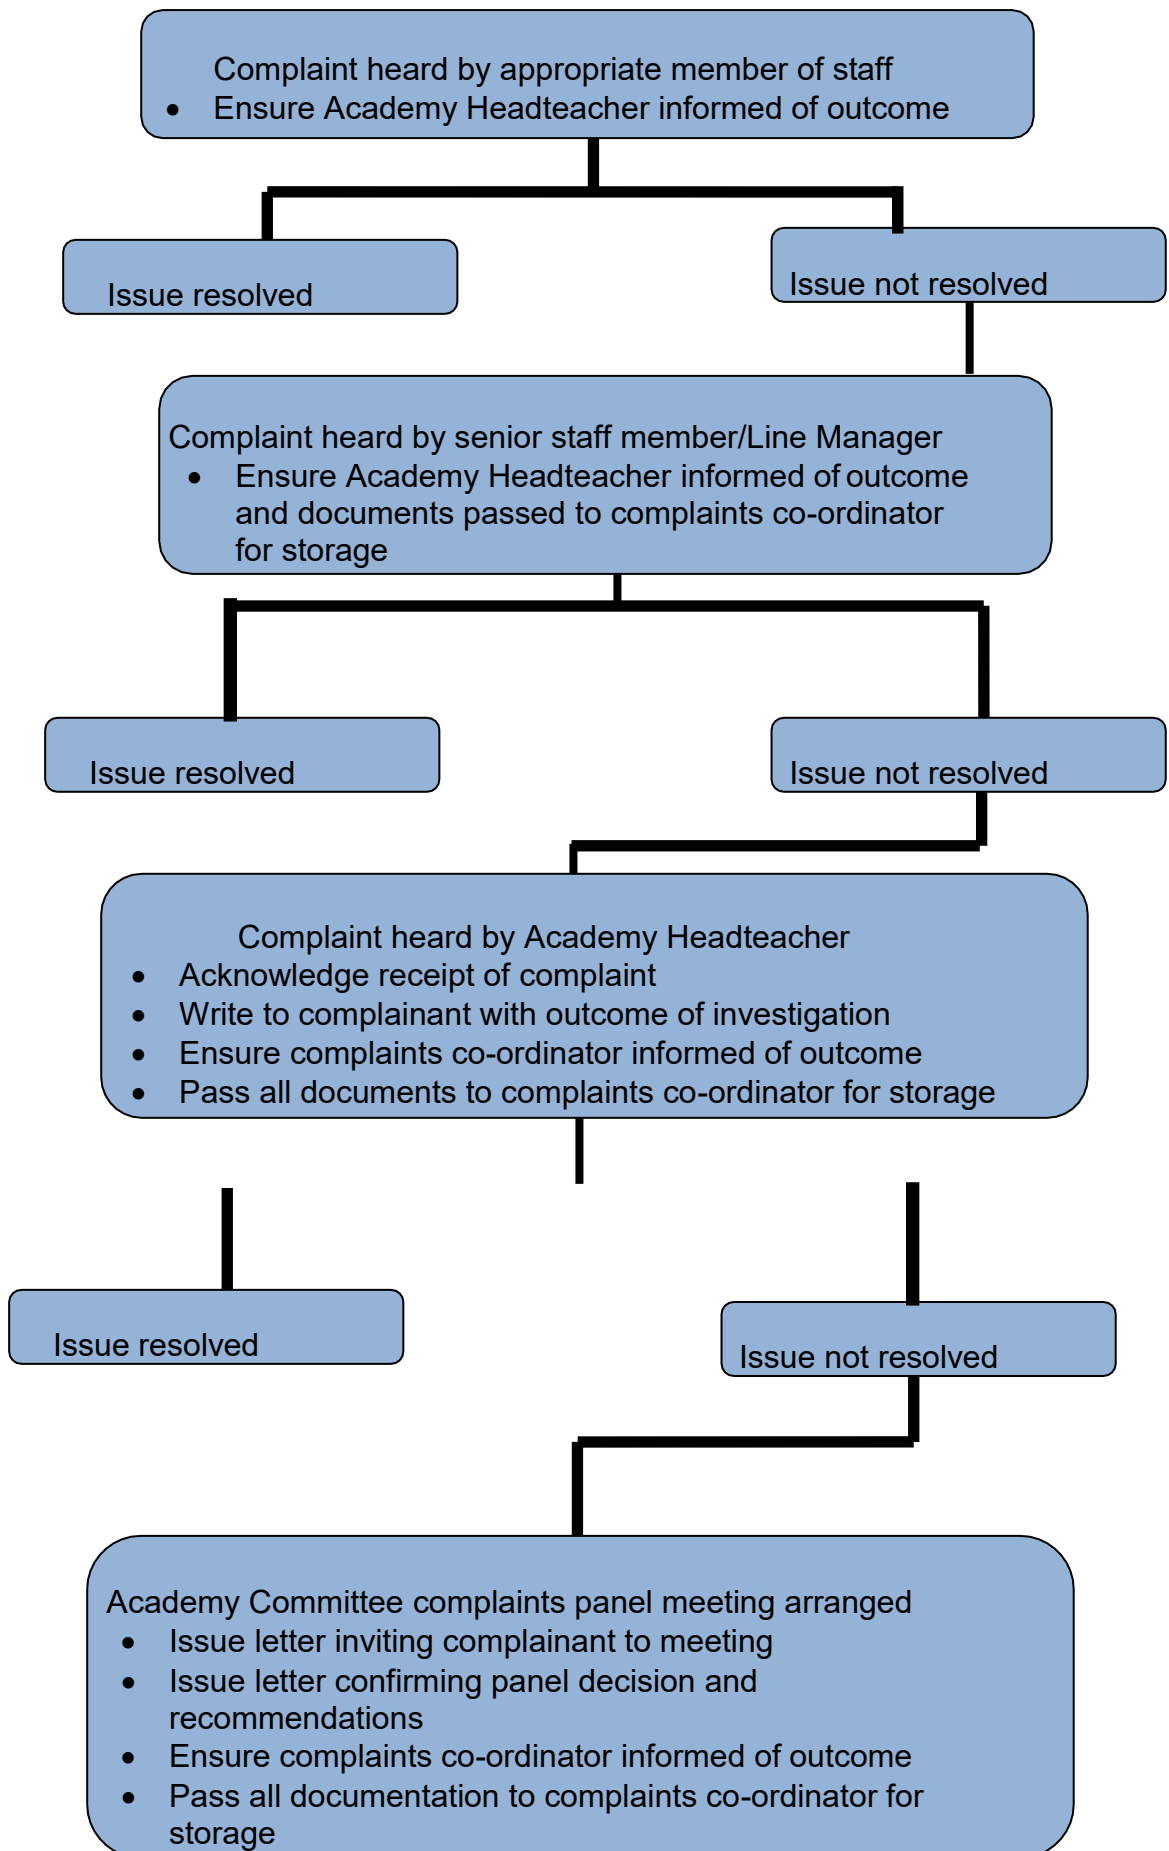 Complaint heard by appropriate member of staff
• Ensure Academy Headteacher informed of outcome
Issue resolved
Issue not resolved
Complaint heard by senior staff member/Line Manager
• Ensure Academy Headteacher informed of outcome
and documents passed to complaints co-ordinator
for storage
Issue resolved
Issue not resolved
Complaint heard by Academy Headteacher
• Acknowledge receipt of complaint
• Write to complainant with outcome of investigation
• Ensure complaints co-ordinator informed of outcome
• Pass all documents to complaints co-ordinator for storage
Issue resolved
Issue not resolved
Academy Committee complaints panel meeting arranged
• Issue letter inviting complainant to meeting
• Issue letter confirming panel decision and
recommendations
• Ensure complaints co-ordinator informed of outcome
• Pass all documentation to complaints co-ordinator for
storage